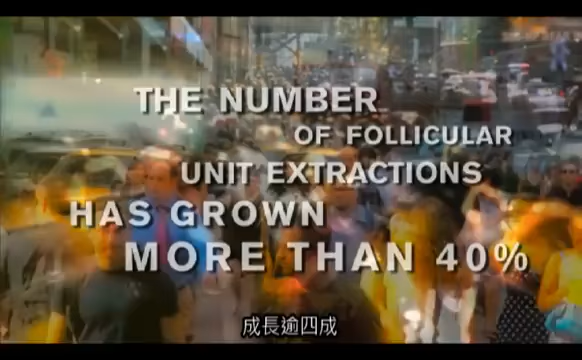 THE NUMBER
OF FOLLICULAR
UNIT EXTRACTIONS
HAS GROWN
MORE THAN 40%
成長逾四成